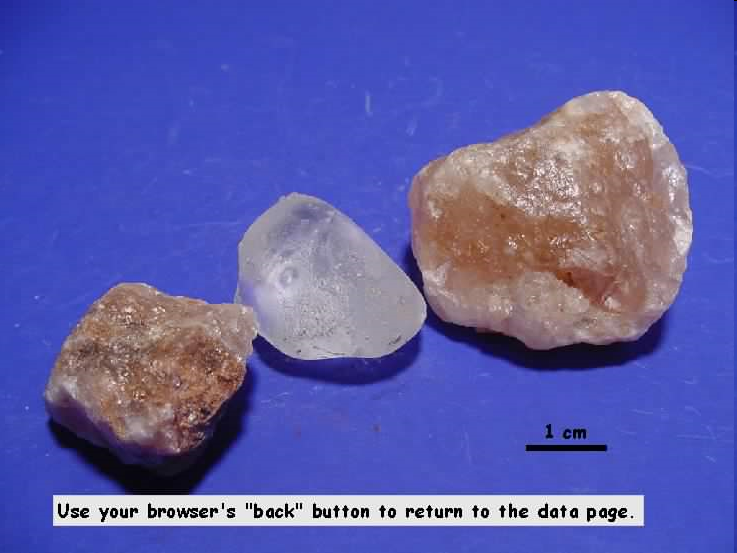 1 cm
Use your browser's "back" button to return to the data page.